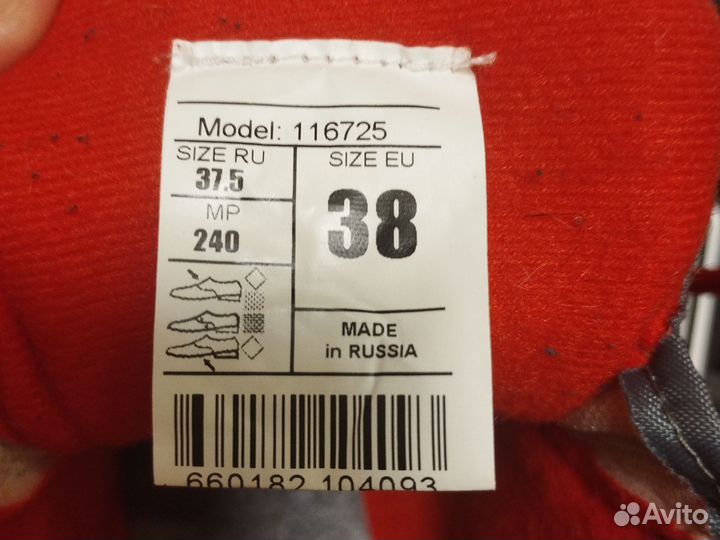 Model: 116725
SIZE RU
37.5
MP
240
SIZE EU
38
MADE
in RUSSIA
660182 104093
Avito